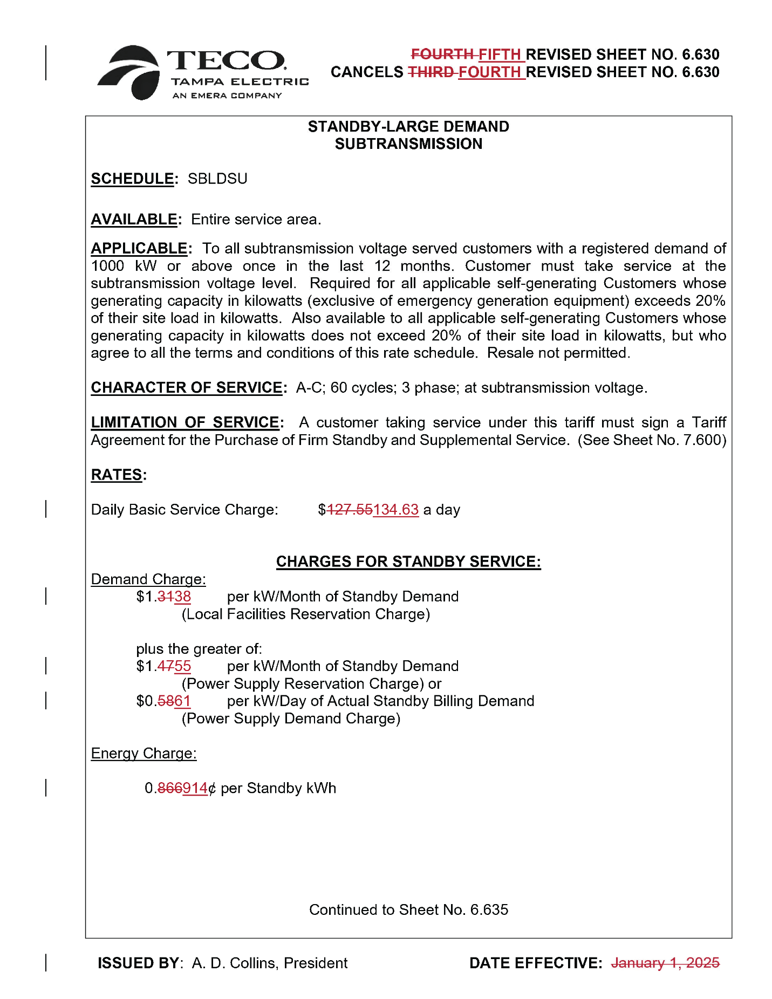 TECO.
TAMPA ELECTRIC
AN EMERA COMPANY
FOURTH FIFTH REVISED SHEET NO. 6.630
CANCELS THIRD FOURTH REVISED SHEET NO. 6.630
STANDBY-LARGE DEMAND
SUBTRANSMISSION
SCHEDULE: SBLDSU
AVAILABLE: Entire service area.
APPLICABLE: To all subtransmission voltage served customers with a registered demand of
1000 kW or above once in the last 12 months. Customer must take service at the
subtransmission voltage level. Required for all applicable self-generating Customers whose
generating capacity in kilowatts (exclusive of emergency generation equipment) exceeds 20%
of their site load in kilowatts. Also available to all applicable self-generating Customers whose
generating capacity in kilowatts does not exceed 20% of their site load in kilowatts, but who
agree to all the terms and conditions of this rate schedule. Resale not permitted.
CHARACTER OF SERVICE: A-C; 60 cycles; 3 phase; at subtransmission voltage.
LIMITATION OF SERVICE: A customer taking service under this tariff must sign a Tariff
Agreement for the Purchase of Firm Standby and Supplemental Service. (See Sheet No. 7.600)
RATES:
Daily Basic Service Charge: $127.55134.63 a day
CHARGES FOR STANDBY SERVICE:
Demand Charge:
$1.3138 per kW/Month of Standby Demand
(Local Facilities Reservation Charge)
plus the greater of:
$1.4755 per kW/Month of Standby Demand
(Power Supply Reservation Charge) or
$0.5861 per kW/Day of Actual Standby Billing Demand
(Power Supply Demand Charge)
Energy Charge:
0.866914¢ per Standby kWh
Continued to Sheet No. 6.635
ISSUED BY: A. D. Collins, President
DATE EFFECTIVE: January 1, 2025